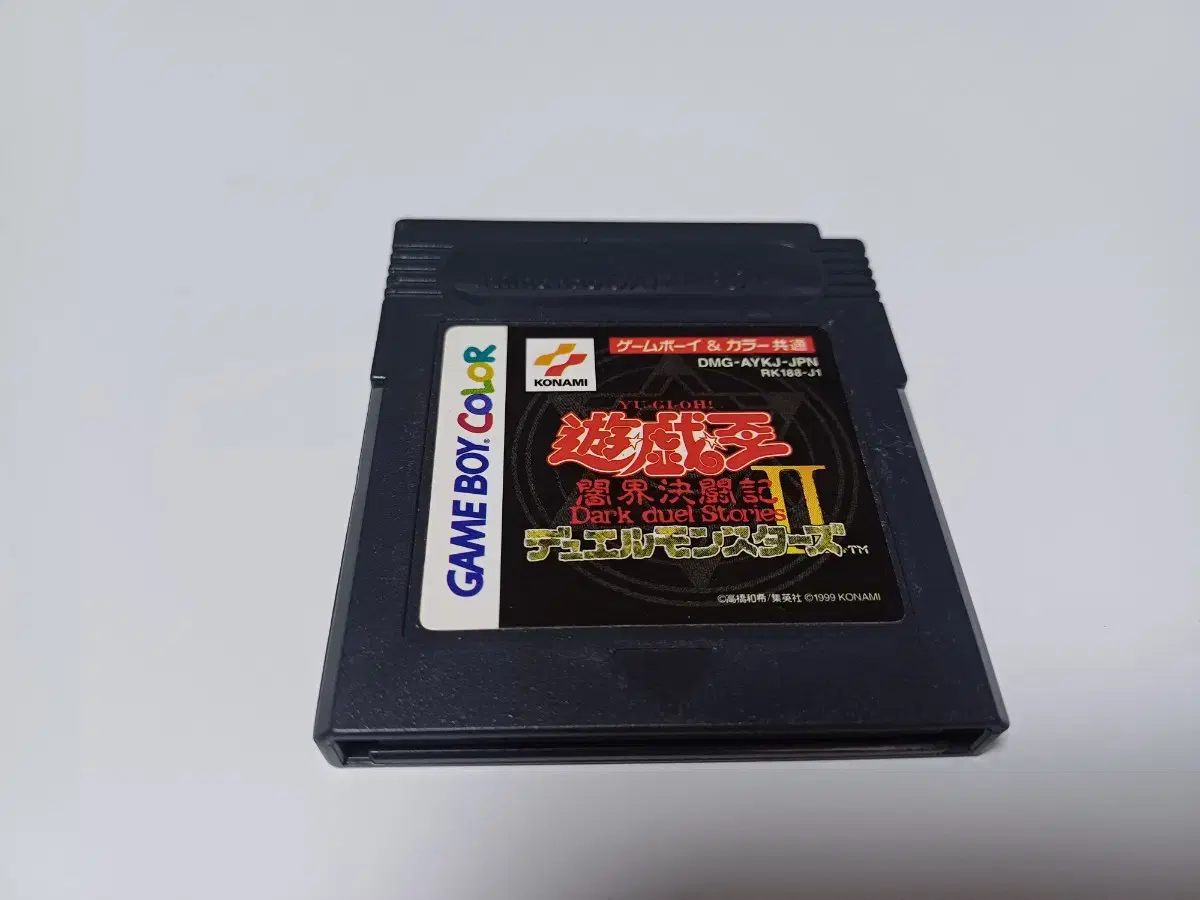 GAME BOY COLOR
KONAMI
ゲームボーイ & カラー共通
DMG-AYKJ-JPN
RK188-J1
YU-GI-OH!
遊戯王
闇界決闘記
Dark duel Stories
II
デュエルモンスターズ TM
©高橋和希/集英社 ©1999 KONAMI